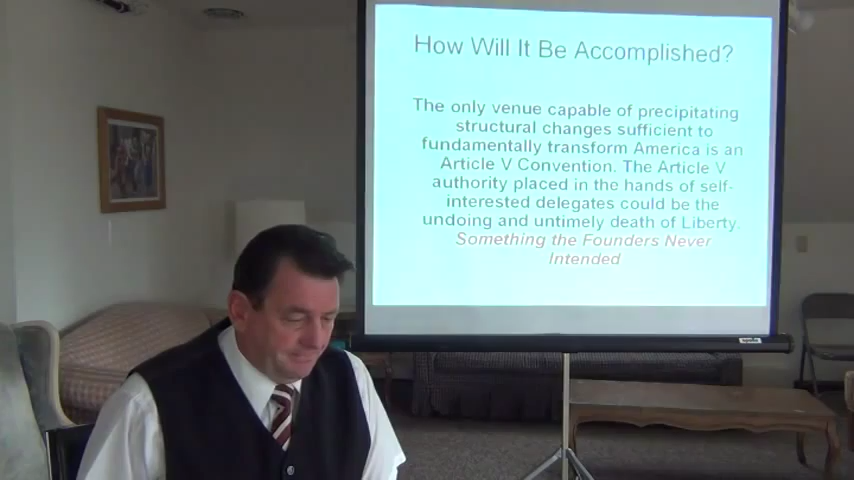 How Will It Be Accomplished?
The only venue capable of precipitating
structural changes sufficient to
fundamentally transform America is an
Article V Convention. The Article V
authority placed in the hands of self-
interested delegates could be the
undoing and untimely death of Liberty.
Something the Founders Never
Intended